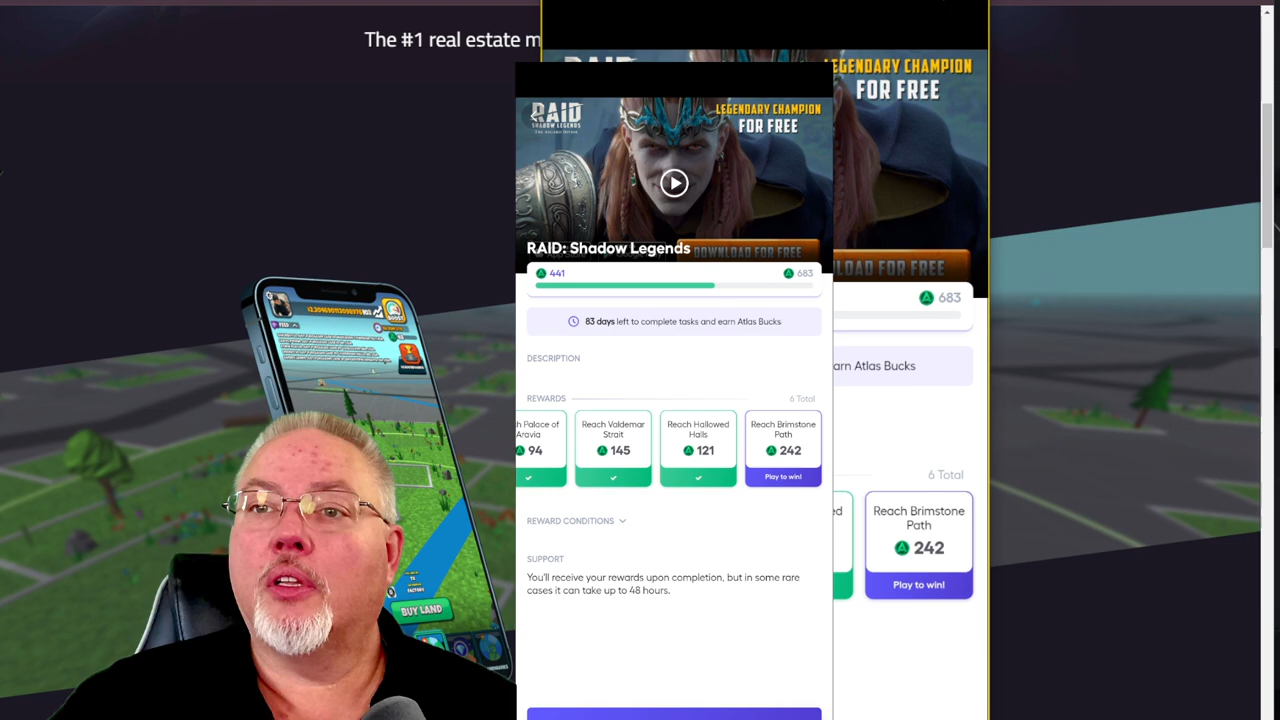 The #1 real estate m
RAID
LEGENDARY CHAMPION
FOR FREE
RAID
SHADOW LEGENDS
LEGENDARY CHAMPION
FOR FREE
RAID: Shadow Legends
DOWNLOAD FOR FREE
LOAD FOR FREE
441
683
683
83 days left to complete tasks and earn Atlas Bucks
arn Atlas Bucks
DESCRIPTION
REWARDS
6 Total
h Palace of
Aravia
94
Reach Valdemar
Strait
145
Reach Hallowed
Halls
121
Reach Brimstone
Path
242
Play to win!
6 Total
ed
Reach Brimstone
Path
242
Play to win!
REWARD CONDITIONS
SUPPORT
You'll receive your rewards upon completion, but in some rare
cases it can take up to 48 hours.
BOOST
FACTORY
BUY LAND